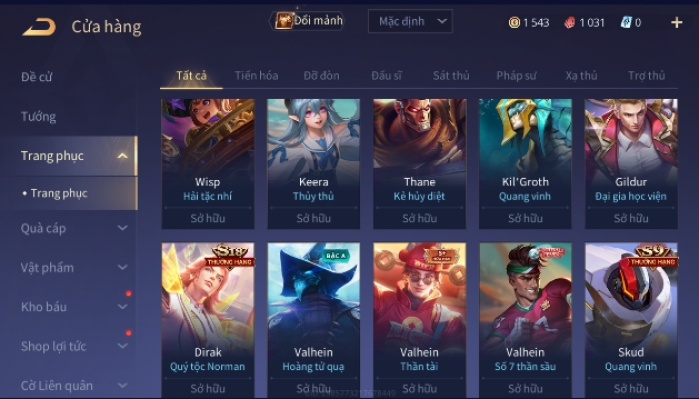 Cửa hàng
Đổi mảnh
Mặc định
1 543
1 031
0
+
Đề cử
Tướng
Trang phục
• Trang phục
Quà cáp
Vật phẩm
Kho báu
Shop lợi tức
Cờ Liên quân
Tất cả
Tiến hóa
Đỡ đòn
Đấu sĩ
Sát thủ
Pháp sư
Xạ thủ
Trợ thủ
Wisp
Hải tặc nhí
Sở hữu
Keera
Thủy thủ
Sở hữu
Thane
Kẻ hủy diệt
Sở hữu
Kil'Groth
Quang vinh
Sở hữu
Gildur
Đại gia học viện
Sở hữu
S18
THƯỞNG HẠNG
Dirak
Quý tộc Norman
Sở hữu
BẬC A
Valhein
Hoàng tử quạ
Sở hữu
S+
Valhein
Thần tài
Sở hữu
Valhein
Số 7 thần sầu
Sở hữu
S9
THƯỞNG HẠNG
Skud
Quang vinh
Sở hữu